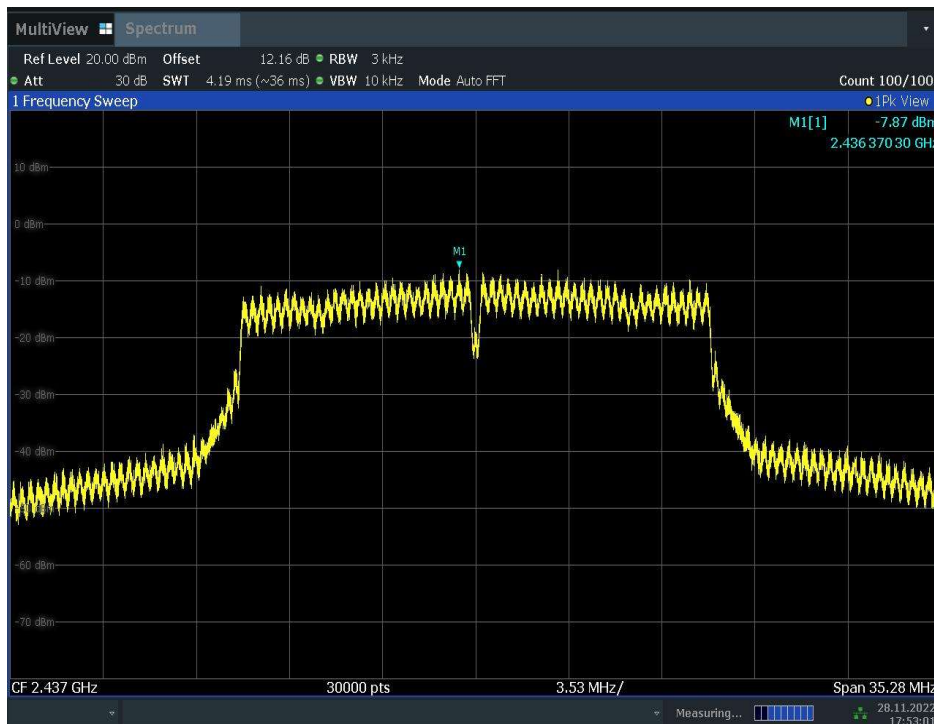 MultiView Spectrum
Ref Level 20.00 dBm Offset 12.16 dB RBW 3 kHz
Att 30 dB SWT 4.19 ms (~36 ms) VBW 10 kHz Mode Auto FFT Count 100/100
1 Frequency Sweep 1Pk View
M1[1] -7.87 dBm
2.436 370 30 GHz
10 dBm
0 dBm
M1
-10 dBm
-20 dBm
-30 dBm
-40 dBm
-60 dBm
-70 dBm
CF 2.437 GHz 30000 pts 3.53 MHz/ Span 35.28 MHz
Measuring... 28.11.2022